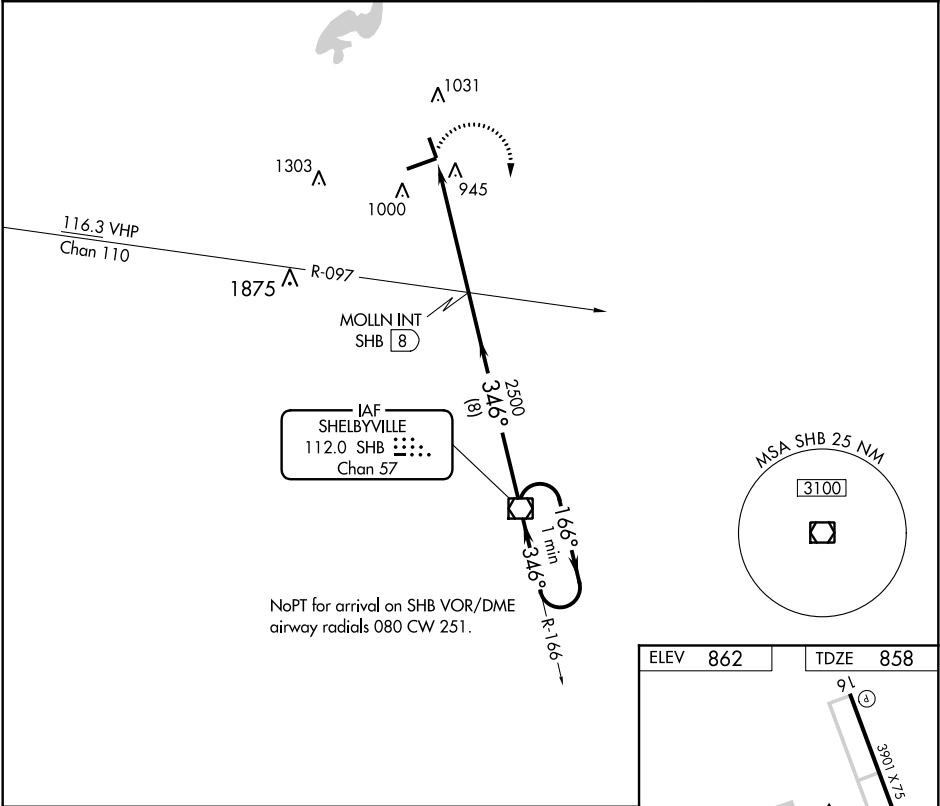 1031
1303
945
1000
116.3 VHP
Chan 110
R-097
1875
MOLLN INT
SHB 8
2500
346°
(8)
IAF
SHELBYVILLE
112.0 SHB
Chan 57
MSA SHB 25 NM
3100
166°
1 min
346°
NoPT for arrival on SHB VOR/DME
airway radials 080 CW 251.
R-166
ELEV 862
TDZE 858
16
P
3901 X 75